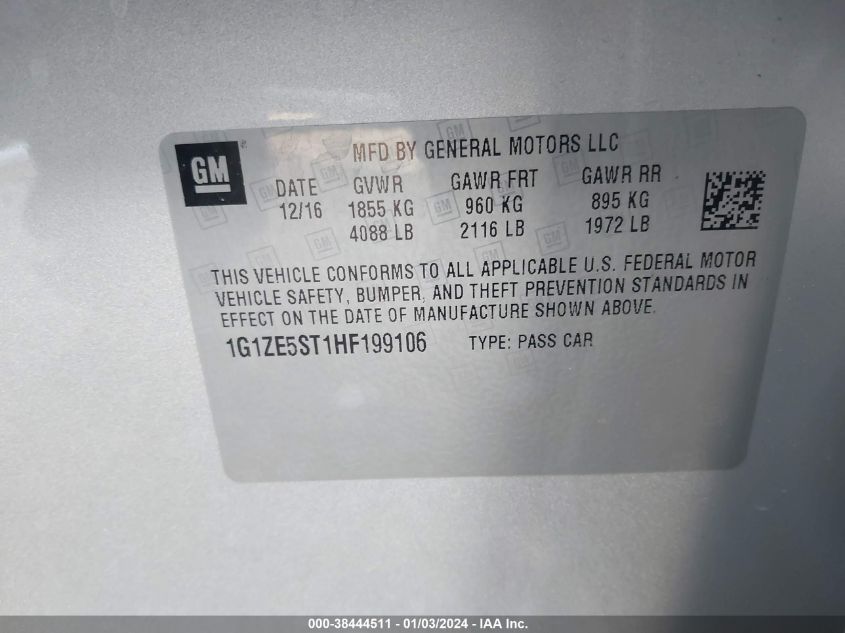 GM
MFD BY GENERAL MOTORS LLC
DATE GVWR GAWR FRT GAWR RR
12/16 1855 KG 960 KG 895 KG
4088 LB 2116 LB 1972 LB
THIS VEHICLE CONFORMS TO ALL APPLICABLE U.S. FEDERAL MOTOR
VEHICLE SAFETY, BUMPER, AND THEFT PREVENTION STANDARDS IN
EFFECT ON THE DATE OF MANUFACTURE SHOWN ABOVE.
1G1ZE5ST1HF199106 TYPE: PASS CAR
000-38444511 - 01/03/2024 - IAA Inc.